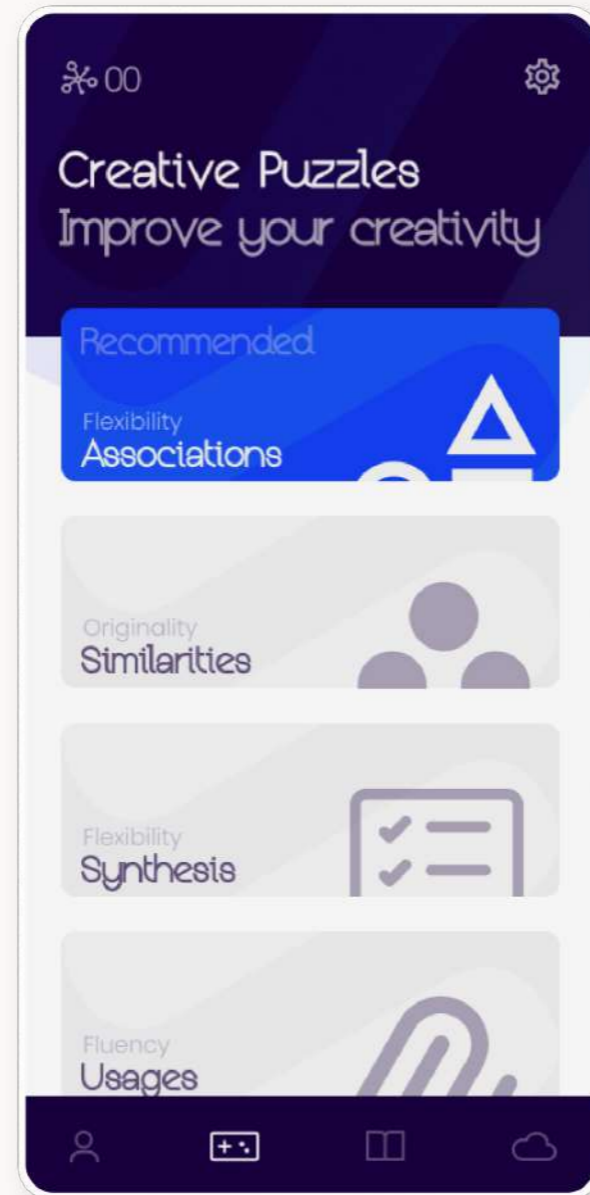 00
Creative Puzzles
Improve your creativity
Recommended
Flexibility
Associations
Originality
Similarities
Flexibility
Synthesis
Fluency
Usages